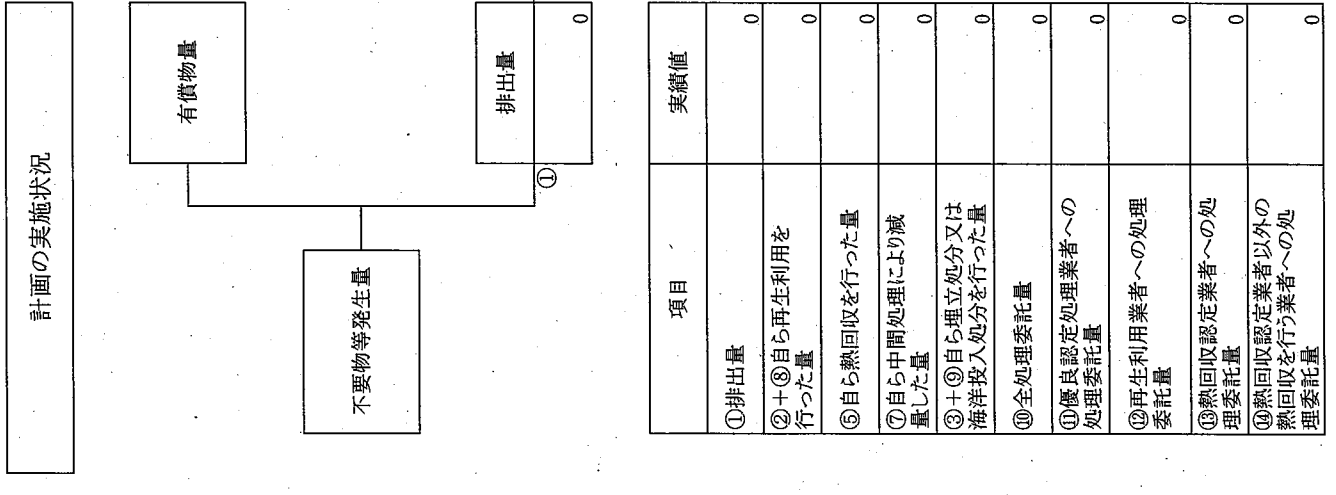 計画の実施状況
有償物量
不要物等発生量
①
排出量
0
項目
実績値
①排出量
0
②+⑧自ら再生利用を
行った量
0
⑤自ら熱回収を行った量
0
⑦自ら中間処理により減
量した量
0
③+⑨自ら埋立処分又は
海洋投入処分を行った量
0
⑩全処理委託量
0
⑪優良認定処理業者への
処理委託量
0
⑫再生利用業者への処理
委託量
0
⑬熱回収認定業者への処
理委託量
0
⑭熱回収認定業者以外の
熱回収を行う業者への処
理委託量
0